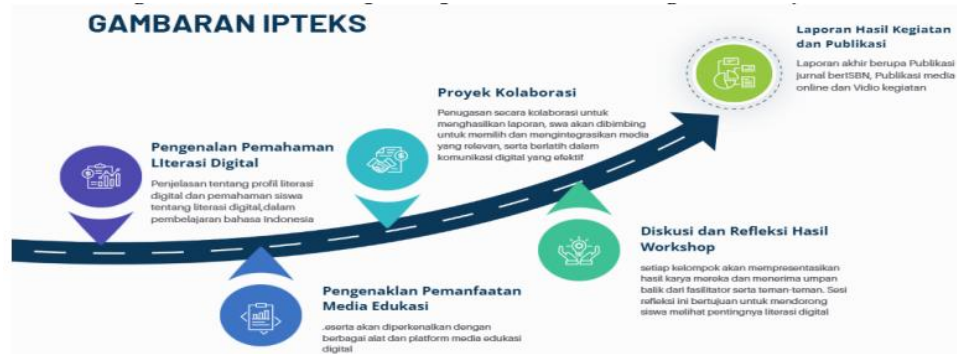 GAMBARAN IPTEKS
Pengenalan Pemahaman
LIterasi Digital
Penjelasan tentang profil literasi
digital dan pemahaman siswa
tentang literasi digital,dalam
pembelajaran bahasa Indonesia
Pengenaklan Pemanfaatan
Media Edukasi
.eserta akan diperkenalkan dengan
berbagai alat dan platform media edukasi
digital
Proyek Kolaborasi
Penugasan secara kolaborasi untuk
menghasilkan laporan, swa akan dibimbing
untuk memilih dan mengintegrasikan media
yang relevan, serta berlatih dalam
komunikasi digital yang efektif
Diskusi dan Refleksi Hasil
Workshop
setiap kelompok akan mempresentasikan
hasil karya mereka dan menerima umpan
balik dari fasilitator serta teman-teman. Sesi
refleksi ini bertujuan untuk mendorong
siswa melihat pentingnya literasi digital
Laporan Hasil Kegiatan
dan Publikasi
Laporan akhir berupa Publikasi
jurnal berISBN, Publikasi media
online dan Vidio kegiatan